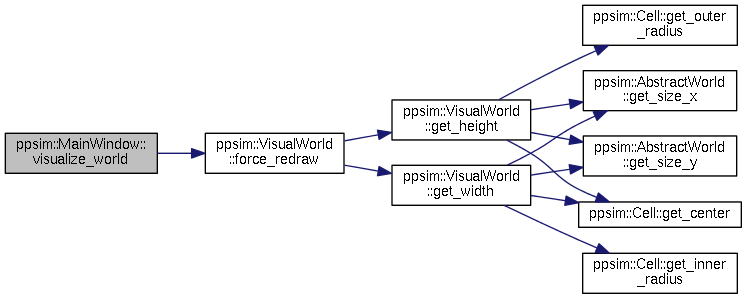 ppsim::MainWindow::
visualize_world
ppsim::VisualWorld
::force_redraw
ppsim::VisualWorld
::get_height
ppsim::VisualWorld
::get_width
ppsim::Cell::get_outer
_radius
ppsim::AbstractWorld
::get_size_x
ppsim::AbstractWorld
::get_size_y
ppsim::Cell::get_center
ppsim::Cell::get_inner
_radius